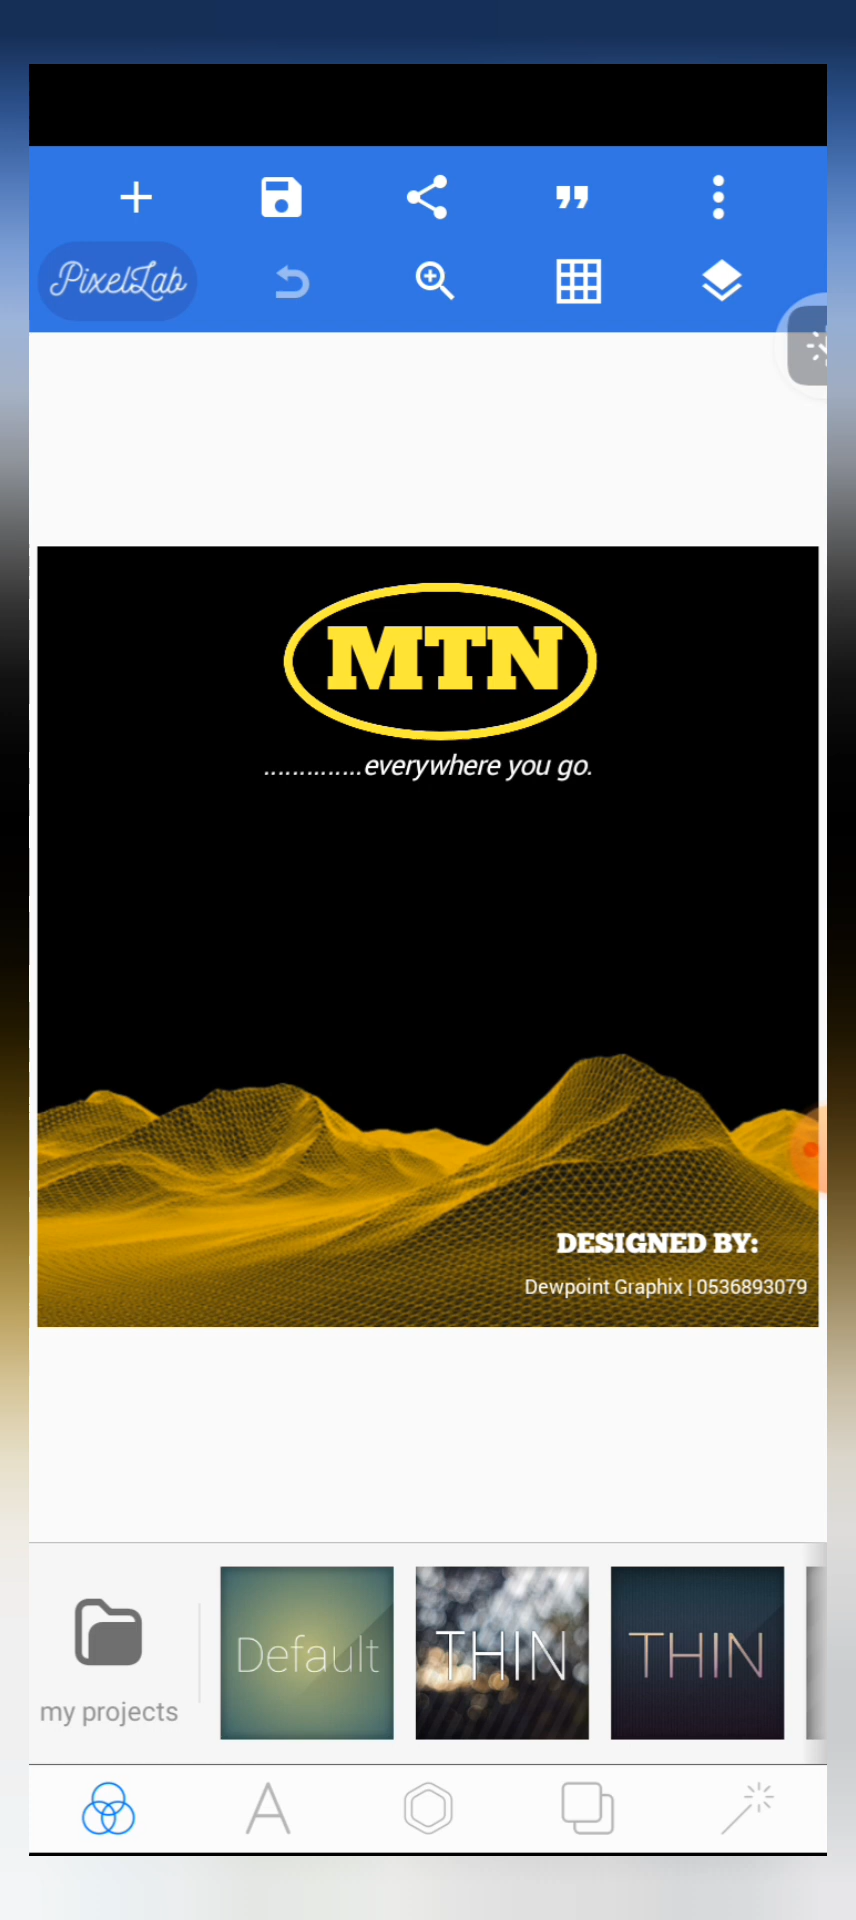 PixelLab
MTN
.............everywhere you go.
DESIGNED BY:
Dewpoint Graphix | 0536893079
my projects
Default
THIN
THIN